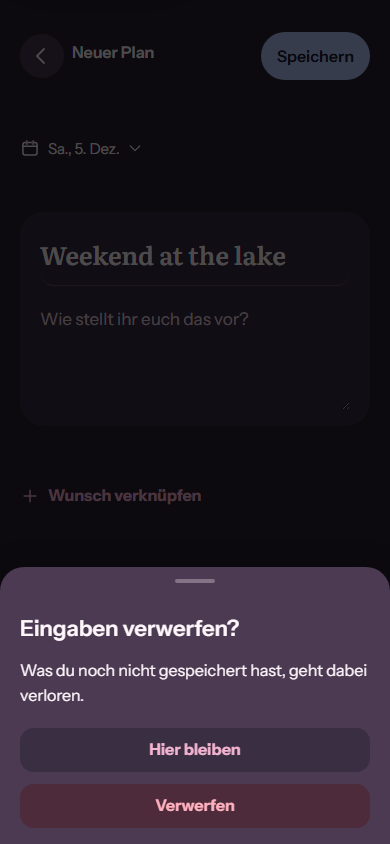 Neuer Plan
Speichern
Sa., 5. Dez.
Weekend at the lake
Wie stellt ihr euch das vor?
Wunsch verknüpfen
Eingaben verwerfen?
Was du noch nicht gespeichert hast, geht dabei
verloren.
Hier bleiben
Verwerfen